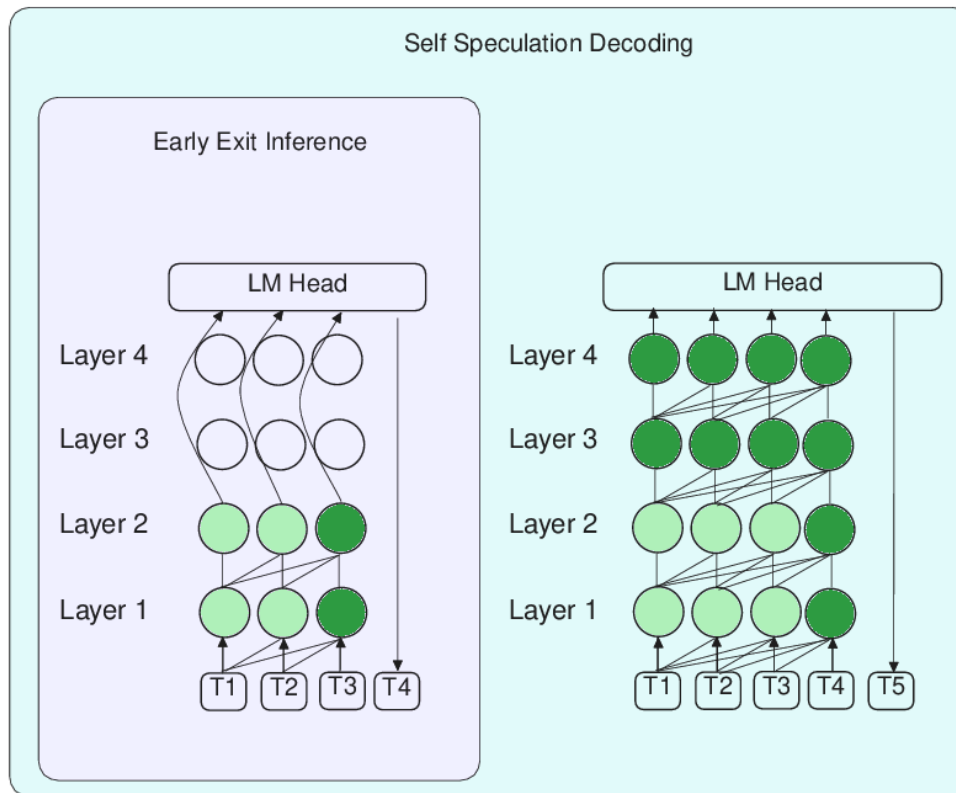 Self Speculation Decoding
Early Exit Inference
LM Head
Layer 4
Layer 3
Layer 2
Layer 1
T1 T2 T3 T4
LM Head
Layer 4
Layer 3
Layer 2
Layer 1
T1 T2 T3 T4 T5